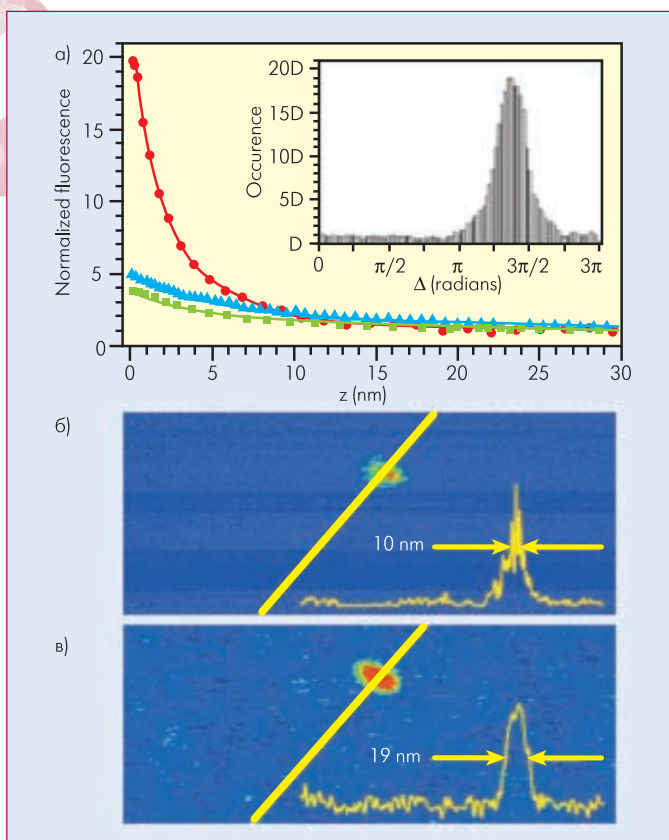 а)
Normalized fluorescence
20
15
10
5
0
0 5 10 15 20 25 30
z (nm)
Occurence
20D
15D
10D
5D
D
0 π/2 π 3π/2 3π
Δ (radians)
б)
10 nm
в)
19 nm